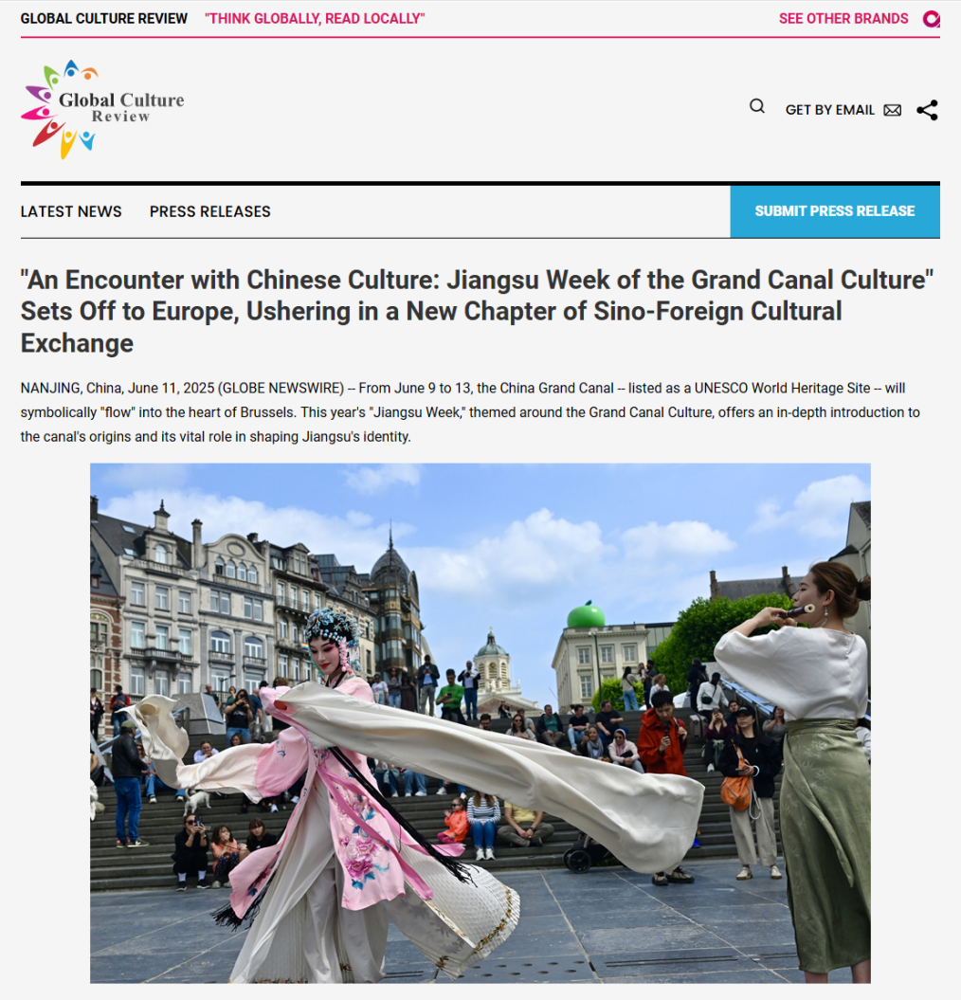 GLOBAL CULTURE REVIEW "THINK GLOBALLY, READ LOCALLY" SEE OTHER BRANDS
Global Culture
Review
GET BY EMAIL
LATEST NEWS PRESS RELEASES SUBMIT PRESS RELEASE
"An Encounter with Chinese Culture: Jiangsu Week of the Grand Canal Culture"
Sets Off to Europe, Ushering in a New Chapter of Sino-Foreign Cultural
Exchange
NANJING, China, June 11, 2025 (GLOBE NEWSWIRE) -- From June 9 to 13, the China Grand Canal -- listed as a UNESCO World Heritage Site -- will
symbolically "flow" into the heart of Brussels. This year's "Jiangsu Week," themed around the Grand Canal Culture, offers an in-depth introduction to
the canal's origins and its vital role in shaping Jiangsu's identity.